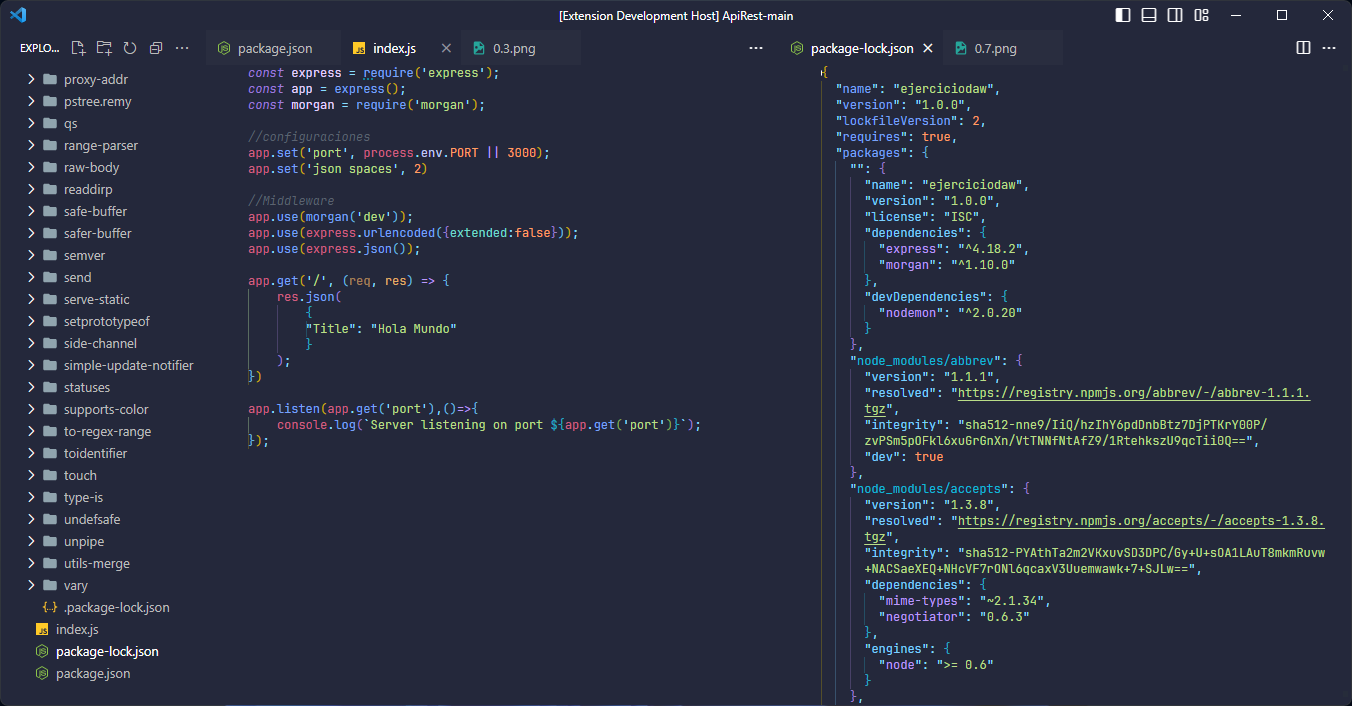 [Extension Development Host] ApiRest-main
EXPLO...
package.json
index.js
0.3.png
package-lock.json
0.7.png
proxy-addr
pstree.remy
qs
range-parser
raw-body
readdirp
safe-buffer
safer-buffer
semver
send
serve-static
setprototypeof
side-channel
simple-update-notifier
statuses
supports-color
to-regex-range
toidentifier
touch
type-is
undefsafe
unpipe
utils-merge
vary
{..} .package-lock.json
JS index.js
package-lock.json
package.json
const express = require('express');
const app = express();
const morgan = require('morgan');
//configuraciones
app.set('port', process.env.PORT || 3000);
app.set('json spaces', 2)
//Middleware
app.use(morgan('dev'));
app.use(express.urlencoded({extended:false}));
app.use(express.json());
app.get('/', (req, res) => {
res.json(
{
"Title": "Hola Mundo"
}
);
})
app.listen(app.get('port'),()=>{
console.log(`Server listening on port ${app.get('port')}`);
});
{
"name": "ejerciciodaw",
"version": "1.0.0",
"lockfileVersion": 2,
"requires": true,
"packages": {
"": {
"name": "ejerciciodaw",
"version": "1.0.0",
"license": "ISC",
"dependencies": {
"express": "^4.18.2",
"morgan": "^1.10.0"
},
"devDependencies": {
"nodemon": "^2.0.20"
}
},
"node_modules/abbrev": {
"version": "1.1.1",
"resolved": "https://registry.npmjs.org/abbrev/-/abbrev-1.1.1.
tgz",
"integrity": "sha512-nne9/IiQ/hzIhY6pdDnbBtz7DjPTKrY00P/
zvPSm5pOFkl6xuGrGnXn/VtTNNfNtAfZ9/1RtehkszU9qcTii0Q==",
"dev": true
},
"node_modules/accepts": {
"version": "1.3.8",
"resolved": "https://registry.npmjs.org/accepts/-/accepts-1.3.8.
tgz",
"integrity": "sha512-PYAthTa2m2VKxuvSD3DPC/Gy+U+sOA1LAuT8mkmRuvw
+NACSaeXEQ+NHcVF7rONl6qcaxV3Uuemwawk+7+SJLw==",
"dependencies": {
"mime-types": "~2.1.34",
"negotiator": "0.6.3"
},
"engines": {
"node": ">= 0.6"
}
},